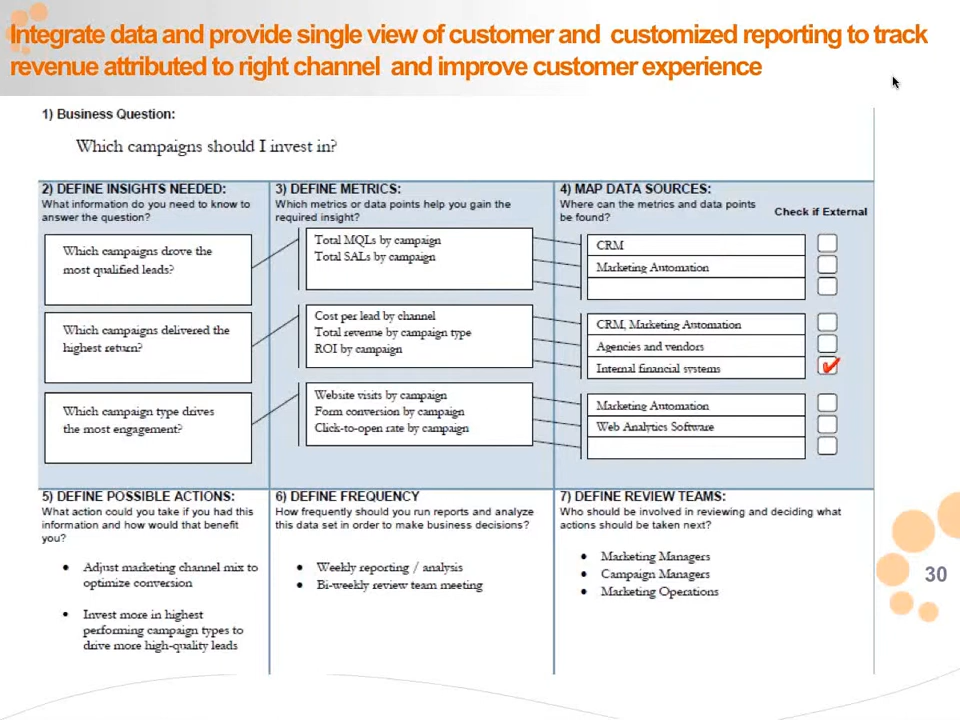 Integrate data and provide single view of customer and customized reporting to track
revenue attributed to right channel and improve customer experience
1) Business Question:
Which campaigns should I invest in?
2) DEFINE INSIGHTS NEEDED:
What information do you need to know to
answer the question?
Which campaigns drove the
most qualified leads?
Which campaigns delivered the
highest return?
Which campaign type drives
the most engagement?
3) DEFINE METRICS:
Which metrics or data points help you gain the
required insight?
Total MQLs by campaign
Total SALs by campaign
Cost per lead by channel
Total revenue by campaign type
ROI by campaign
Website visits by campaign
Form conversion by campaign
Click-to-open rate by campaign
4) MAP DATA SOURCES:
Where can the metrics and data points
be found?
Check if External
CRM
Marketing Automation
CRM, Marketing Automation
Agencies and vendors
Internal financial systems
Marketing Automation
Web Analytics Software
5) DEFINE POSSIBLE ACTIONS:
What action could you take if you had this
information and how would that benefit
you?
• Adjust marketing channel mix to
optimize conversion
• Invest more in highest
performing campaign types to
drive more high-quality leads
6) DEFINE FREQUENCY
How frequently should you run reports and analyze
this data set in order to make business decisions?
• Weekly reporting / analysis
• Bi-weekly review team meeting
7) DEFINE REVIEW TEAMS:
Who should be involved in reviewing and deciding what
actions should be taken next?
• Marketing Managers
• Campaign Managers
• Marketing Operations
30